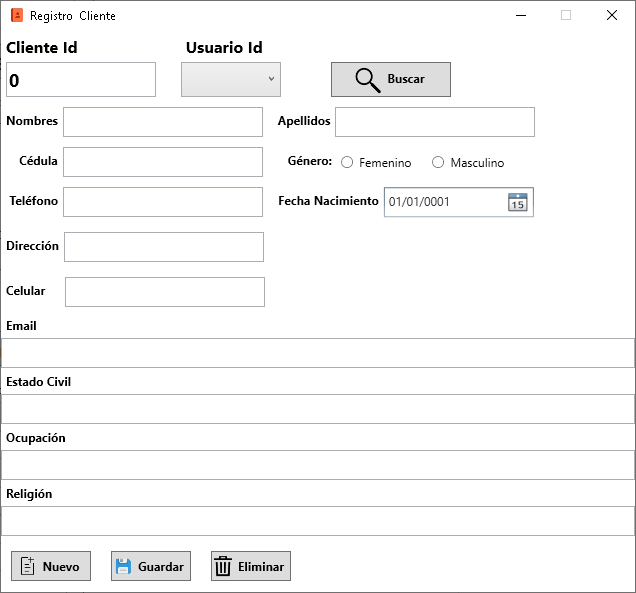 Registro Cliente
Cliente Id Usuario Id
0 Buscar
Nombres Apellidos
Cédula Género: Femenino Masculino
Teléfono Fecha Nacimiento 01/01/0001 15
Dirección
Celular
Email
Estado Civil
Ocupación
Religión
Nuevo Guardar Eliminar